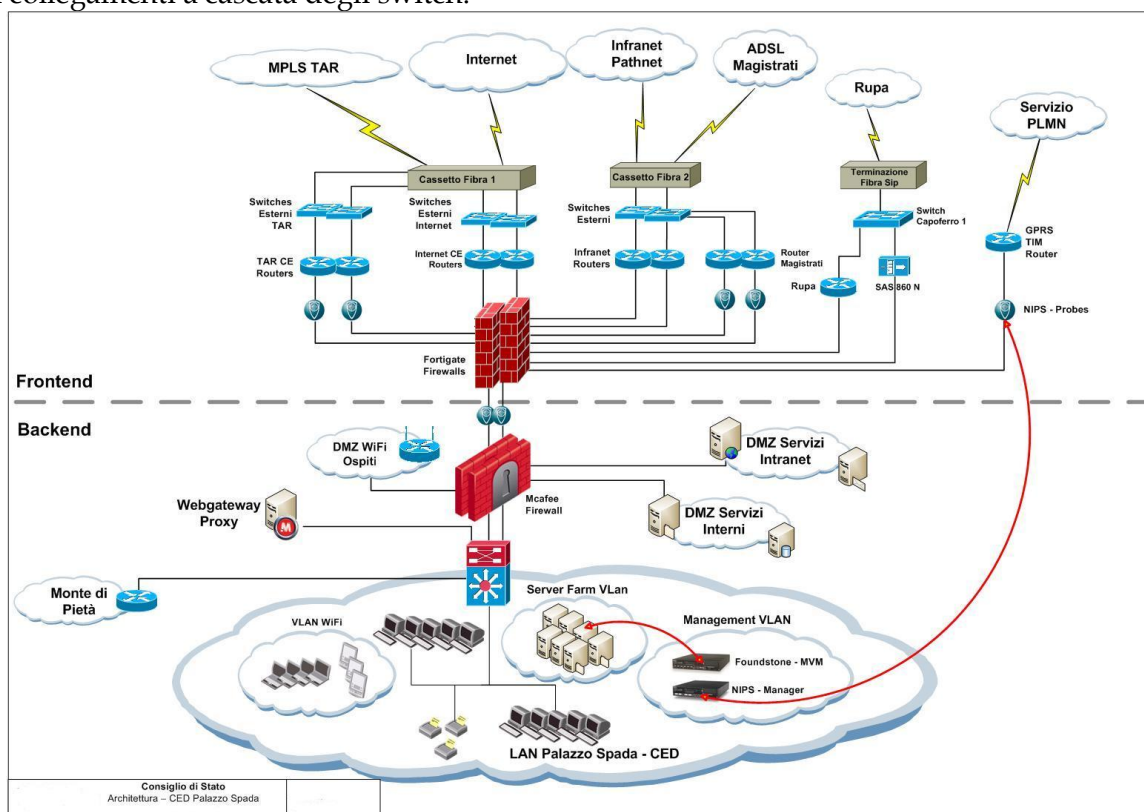 i collegamenti a cascata degli switch.
MPLS TAR
Internet
Infranet
Pathnet
ADSL
Magistrati
Rupa
Servizio
PLMN
Cassetto Fibra 1
Cassetto Fibra 2
Terminazione
Fibra Sip
Switches
Esterni
TAR
Switches
Esterni
Internet
Switches
Esterni
Switch
Capoferro 1
GPRS
TIM
Router
TAR CE
Routers
Internet CE
Routers
Infranet
Routers
Router
Magistrati
Rupa
SAS 860 N
NIPS - Probes
Fortigate
Firewalls
Frontend
Backend
DMZ WiFi
Ospiti
DMZ Servizi
Intranet
Mcafee
Firewall
Webgateway
Proxy
M
DMZ Servizi
Interni
Monte di
Pietà
VLAN WiFi
Server Farm VLan
Management VLAN
Foundstone - MVM
NIPS - Manager
LAN Palazzo Spada - CED
Consiglio di Stato
Architettura – CED Palazzo Spada